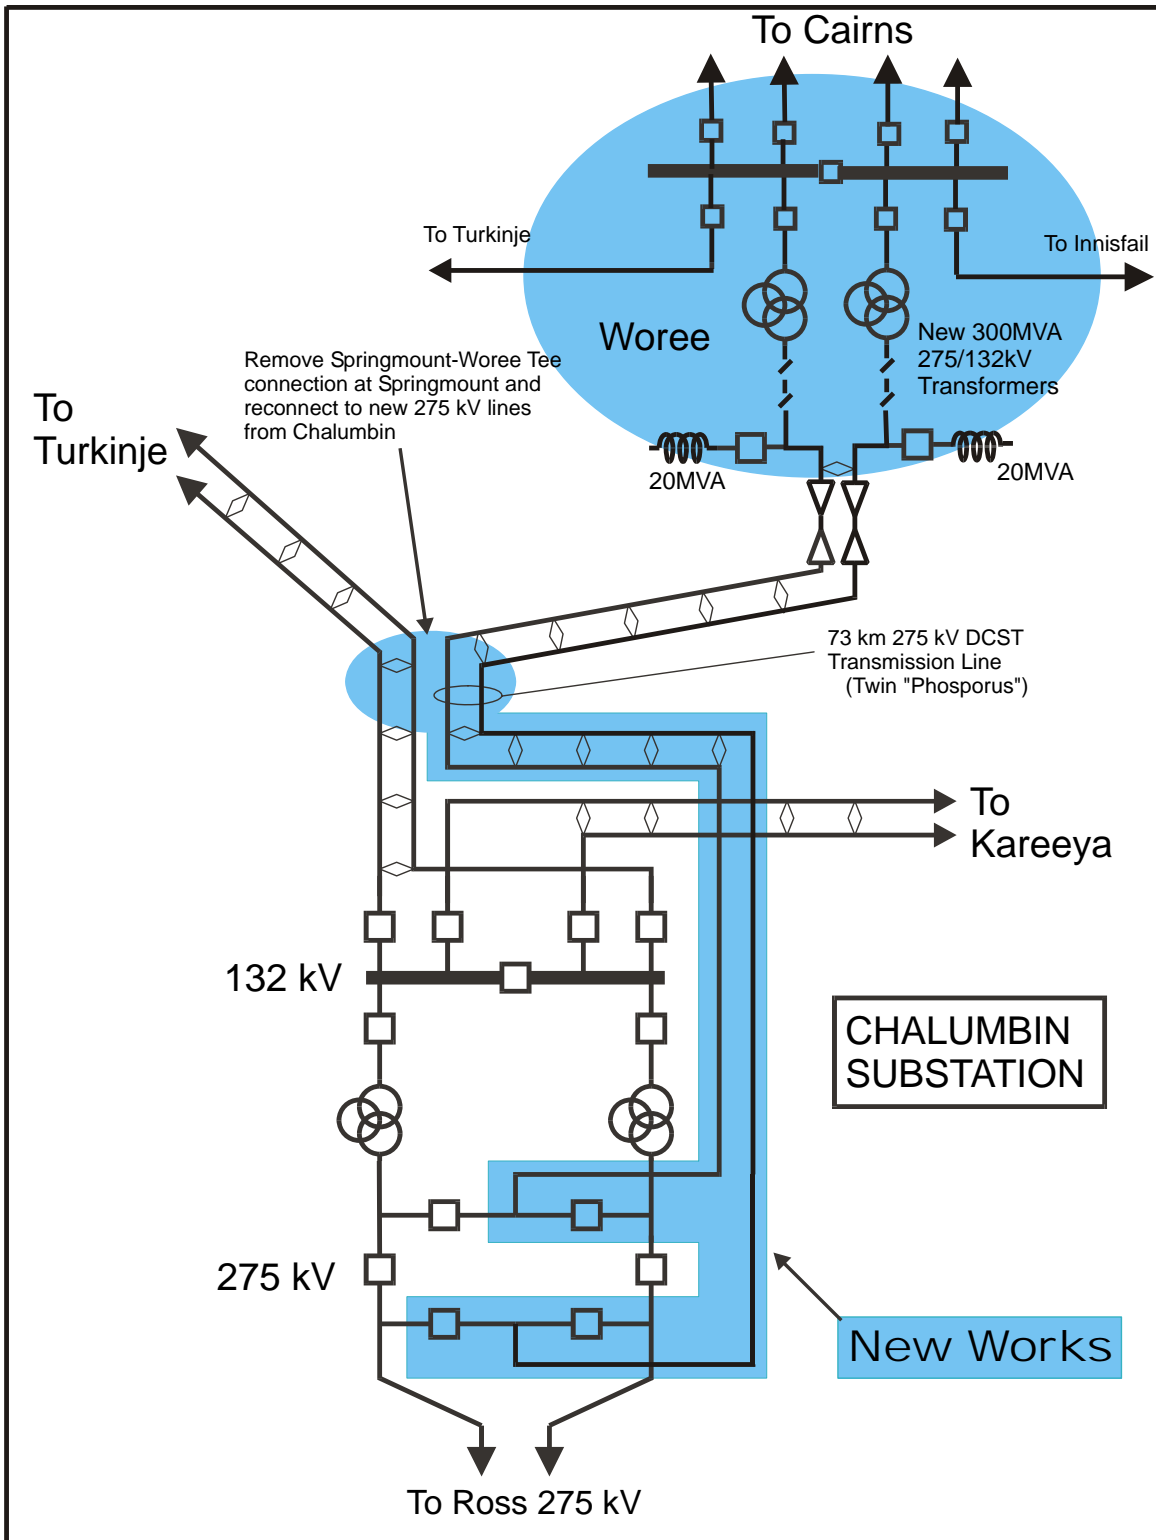 To Cairns
To Turkinje
To Innisfail
Woree
New 300MVA
275/132kV
Transformers
Remove Springmount-Woree Tee
connection at Springmount and
reconnect to new 275 kV lines
from Chalumbin
To
Turkinje
20MVA
20MVA
73 km 275 kV DCST
Transmission Line
(Twin "Phosporus")
To
Kareeya
132 kV
CHALUMBIN
SUBSTATION
275 kV
New Works
To Ross 275 kV